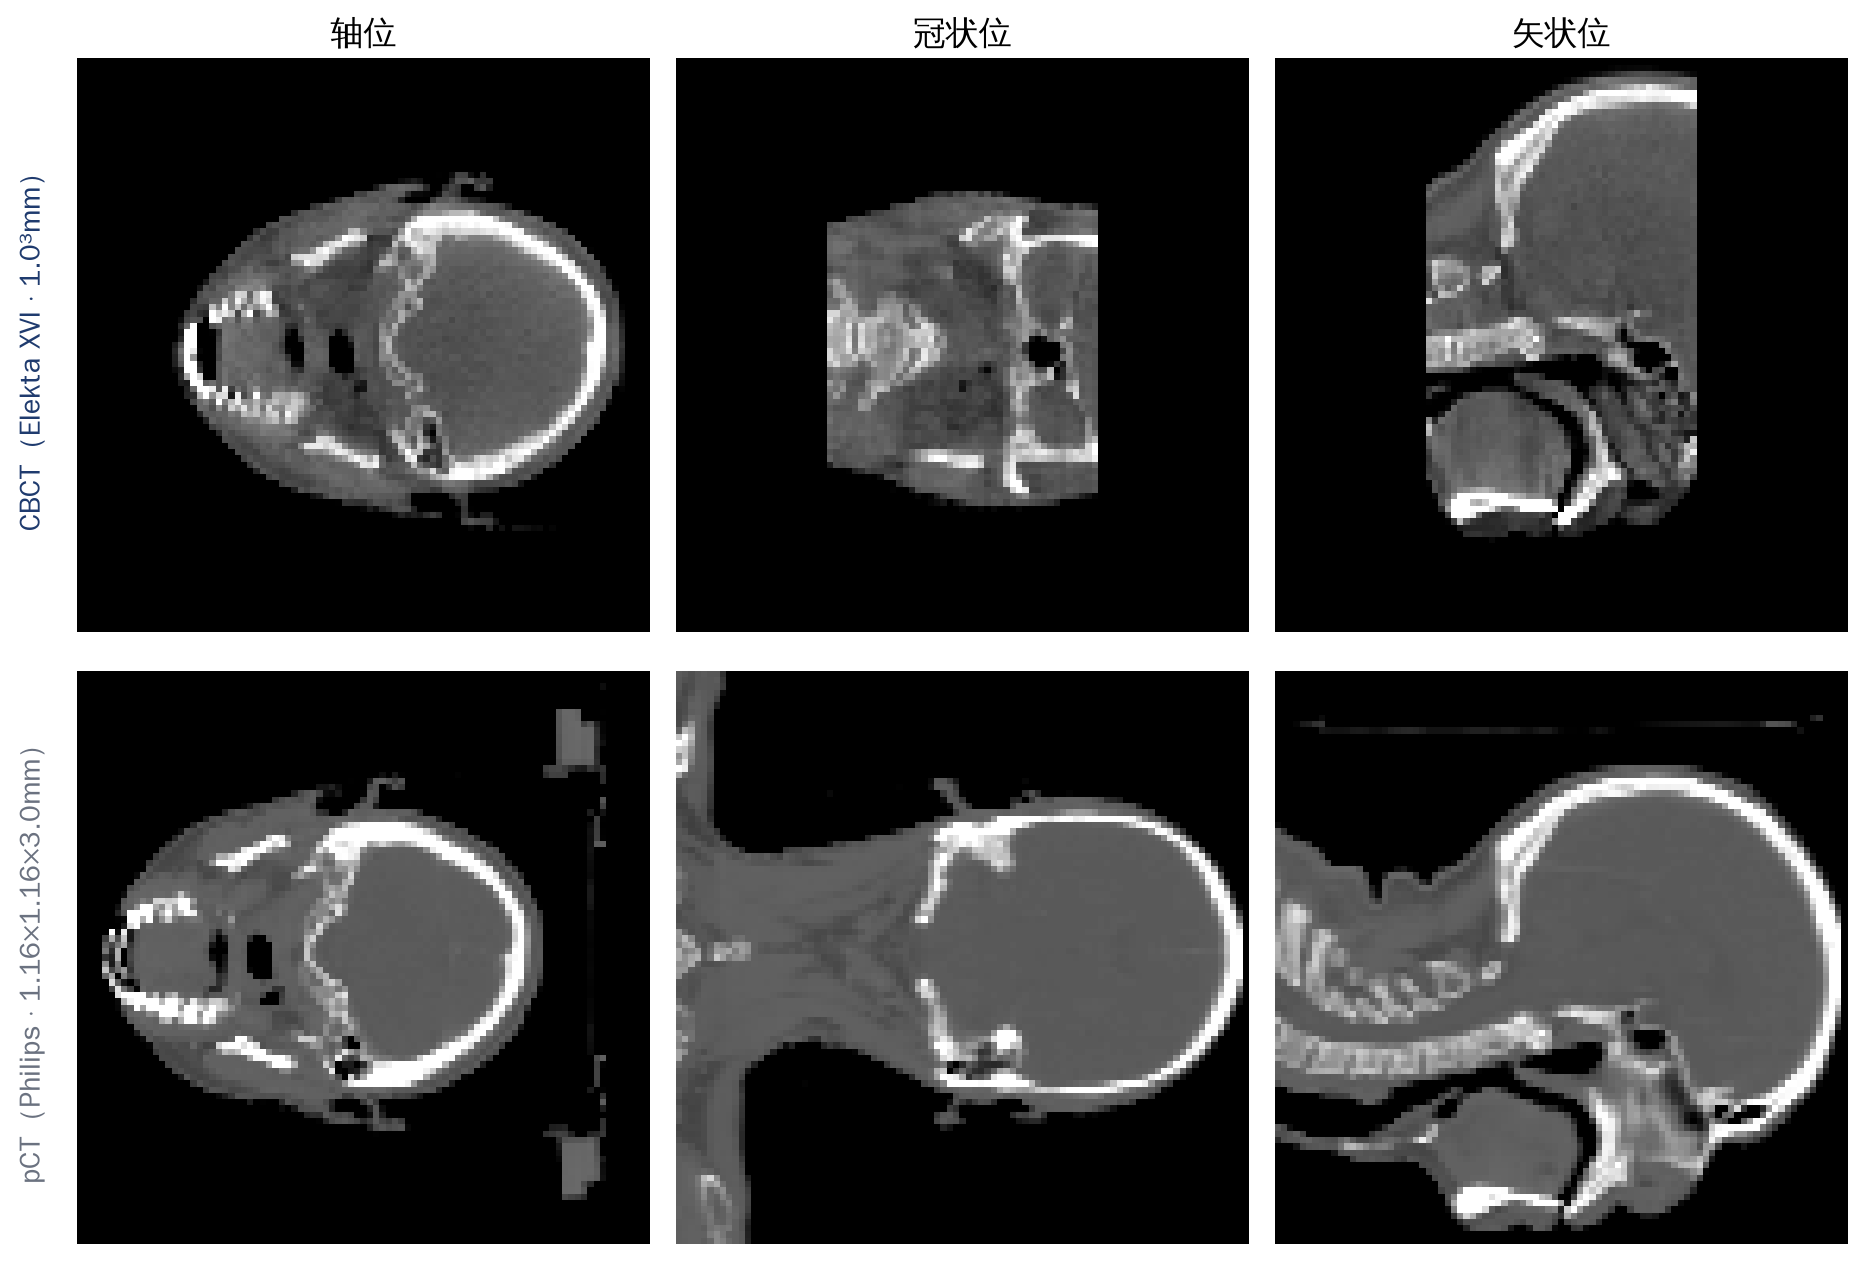 轴位
冠状位
矢状位
CBCT（Elekta XVI · 1.0³mm）
pCT（Philips · 1.16×1.16×3.0mm）